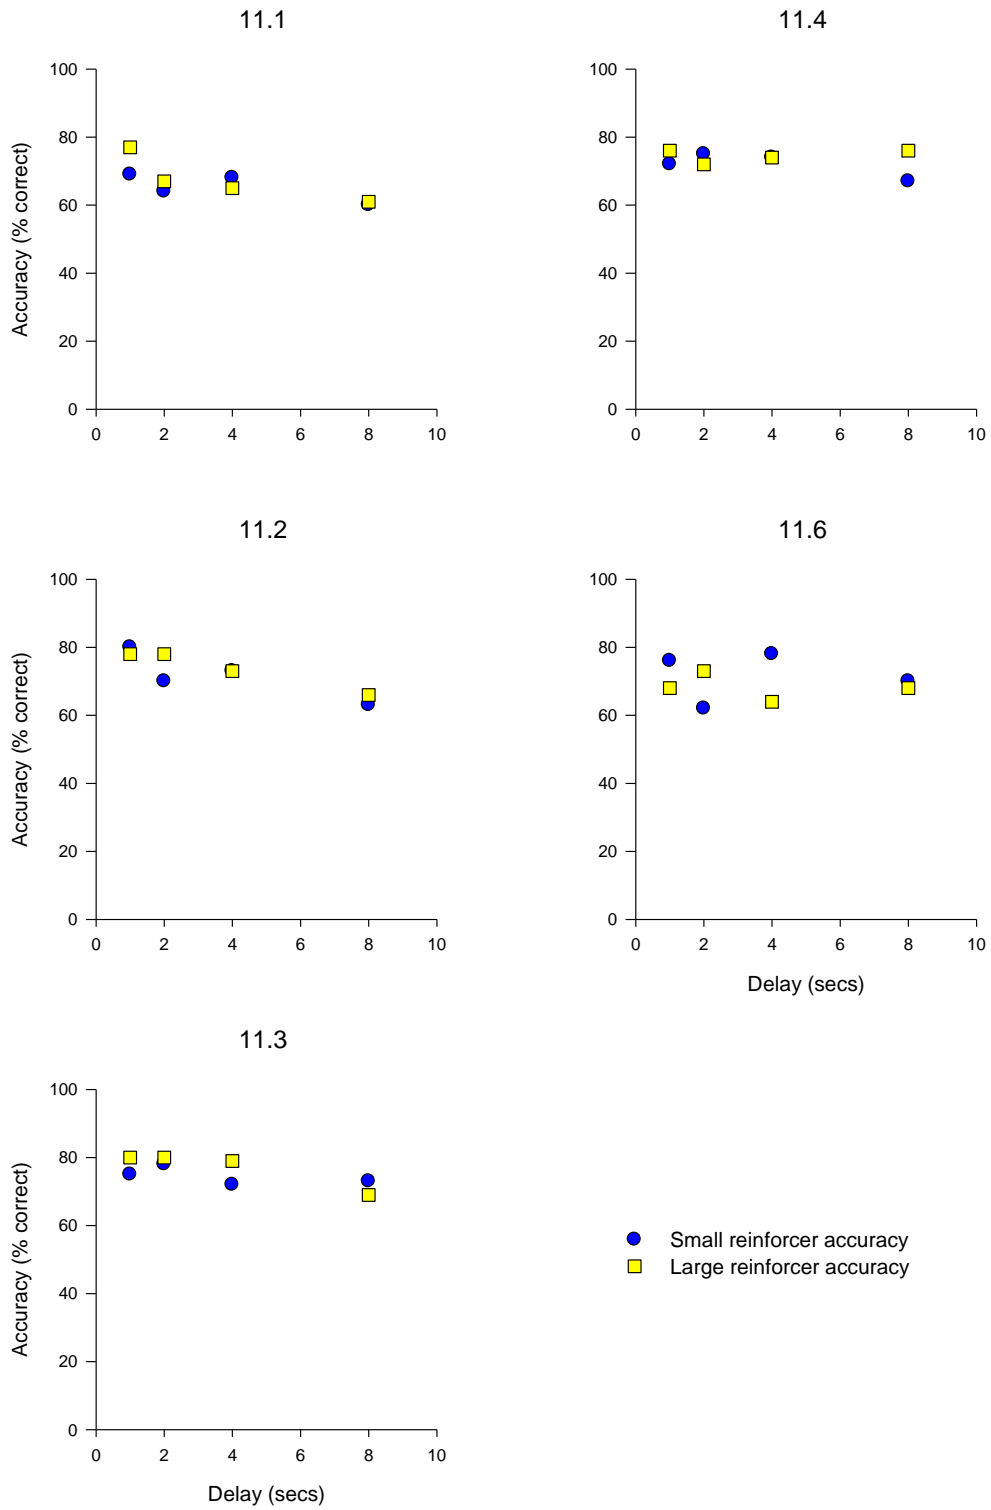 11.1
100
80
60
40
20
0
Accuracy (% correct)
0 2 4 6 8 10
11.4
100
80
60
40
20
0
0 2 4 6 8 10
11.2
100
80
60
40
20
0
Accuracy (% correct)
0 2 4 6 8 10
11.6
100
80
60
40
20
0
0 2 4 6 8 10
Delay (secs)
11.3
100
80
60
40
20
0
Accuracy (% correct)
0 2 4 6 8 10
Delay (secs)
Small reinforcer accuracy
Large reinforcer accuracy